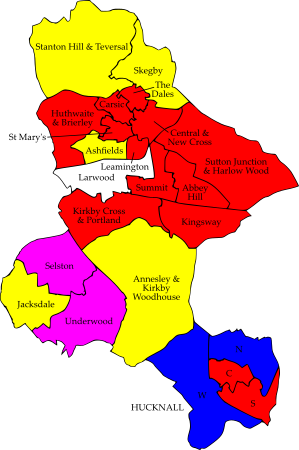 Stanton Hill & Teversal
Skegby
The
Dales
Carsic
Huthwaite
& Brierley
St Mary's
Central &
New Cross
Ashfields
Sutton Junction
& Harlow Wood
Leamington
Larwood
Summit
Abbey
Hill
Kirkby Cross
& Portland
Kingsway
Selston
Annesley &
Kirkby
Woodhouse
Jacksdale
Underwood
N
C
W
S
HUCKNALL